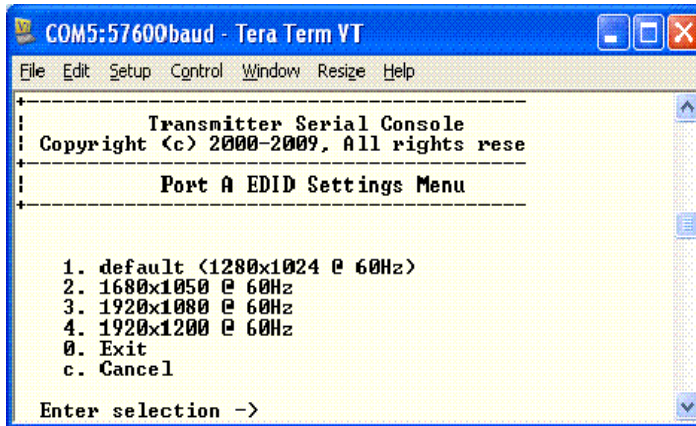 COM5:57600baud - Tera Term VT
File Edit Setup Control Window Resize Help
Transmitter Serial Console
Copyright (c) 2000-2009, All rights rese
Port A EDID Settings Menu
1. default (1280x1024 @ 60Hz)
2. 1680x1050 @ 60Hz
3. 1920x1080 @ 60Hz
4. 1920x1200 @ 60Hz
0. Exit
c. Cancel
Enter selection ->